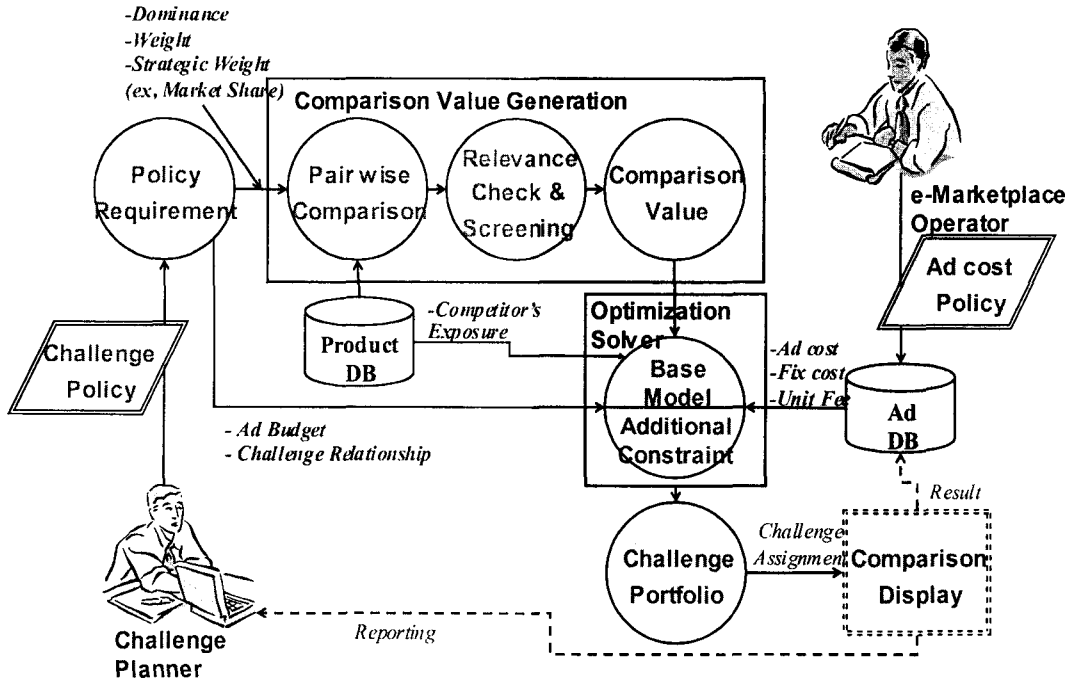 -Dominance
-Weight
-Strategic Weight
(ex, Market Share)
Comparison Value Generation
Policy
Requirement
Pairwise
Comparison
Relevance
Check &
Screening
Comparison
Value
e-Marketplace
Operator
Ad cost
Policy
Challenge
Policy
Product
DB
-Competitor's
Exposure
Optimization
Solver
Base
Model
Additional
Constraint
-Ad cost
-Fix cost
-Unit Fee
Ad
DB
- Ad Budget
- Challenge Relationship
Result
Challenge
Portfolio
Challenge
Assignment
Comparison
Display
Reporting
Challenge
Planner